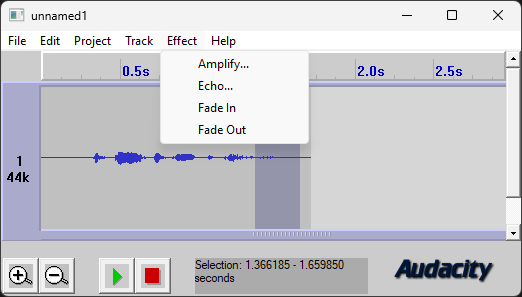 unnamed1
File Edit Project Track Effect Help
0.5s 2.0s 2.5s
Amplify...
Echo...
Fade In
Fade Out
1
44k
Selection: 1.366185 - 1.659850
seconds
Audacity